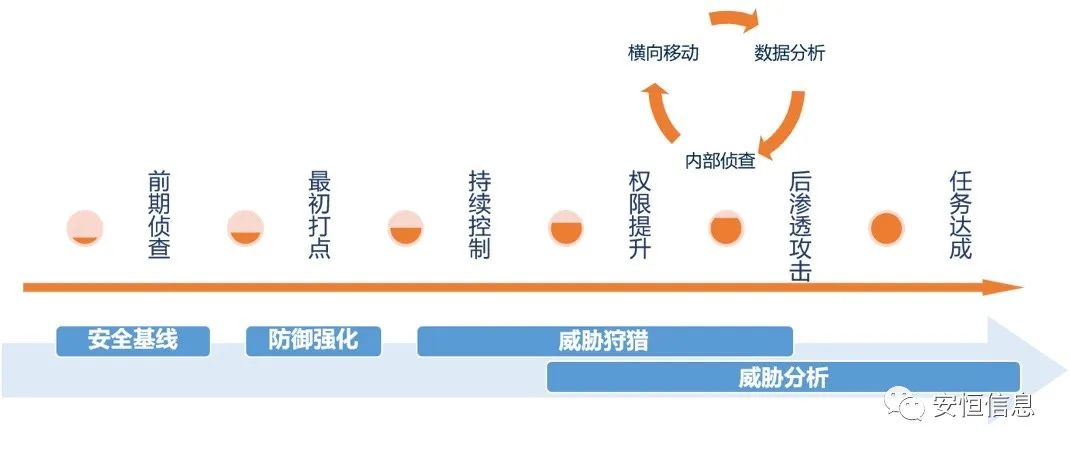 横向移动
数据分析
内部侦查
前期侦查
最初打点
持续控制
权限提升
后渗透攻击
任务达成
安全基线
防御强化
威胁狩猎
威胁分析
安恒信息